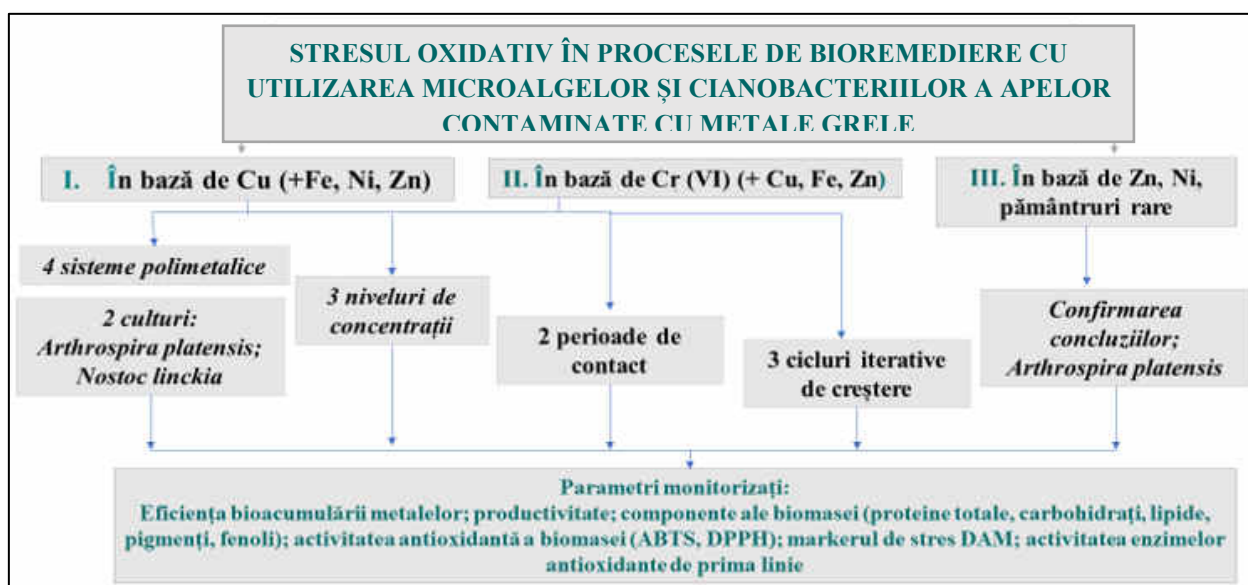 STRESUL OXIDATIV ÎN PROCESELE DE BIOREMEDIERE CU
UTILIZAREA MICROALGELOR ȘI CIANOBACTERIILOR A APELOR
CONTAMINATE CU METALE GRELE
I. În bază de Cu (+Fe, Ni, Zn)
II. În bază de Cr (VI) (+ Cu, Fe, Zn)
III. În bază de Zn, Ni,
pământruri rare
4 sisteme polimetalice
2 culturi:
Arthrospira platensis;
Nostoc linckia
3 niveluri de
concentrații
2 perioade de
contact
3 cicluri iterative
de creștere
Confirmarea
concluziilor;
Arthrospira platensis
Parametri monitorizați:
Eficiența bioacumulării metalelor; productivitate; componente ale biomasei (proteine totale, carbohidrați, lipide,
pigmenți, fenoli); activitatea antioxidantă a biomasei (ABTS, DPPH); markerul de stres DAM; activitatea enzimelor
antioxidante de prima linie